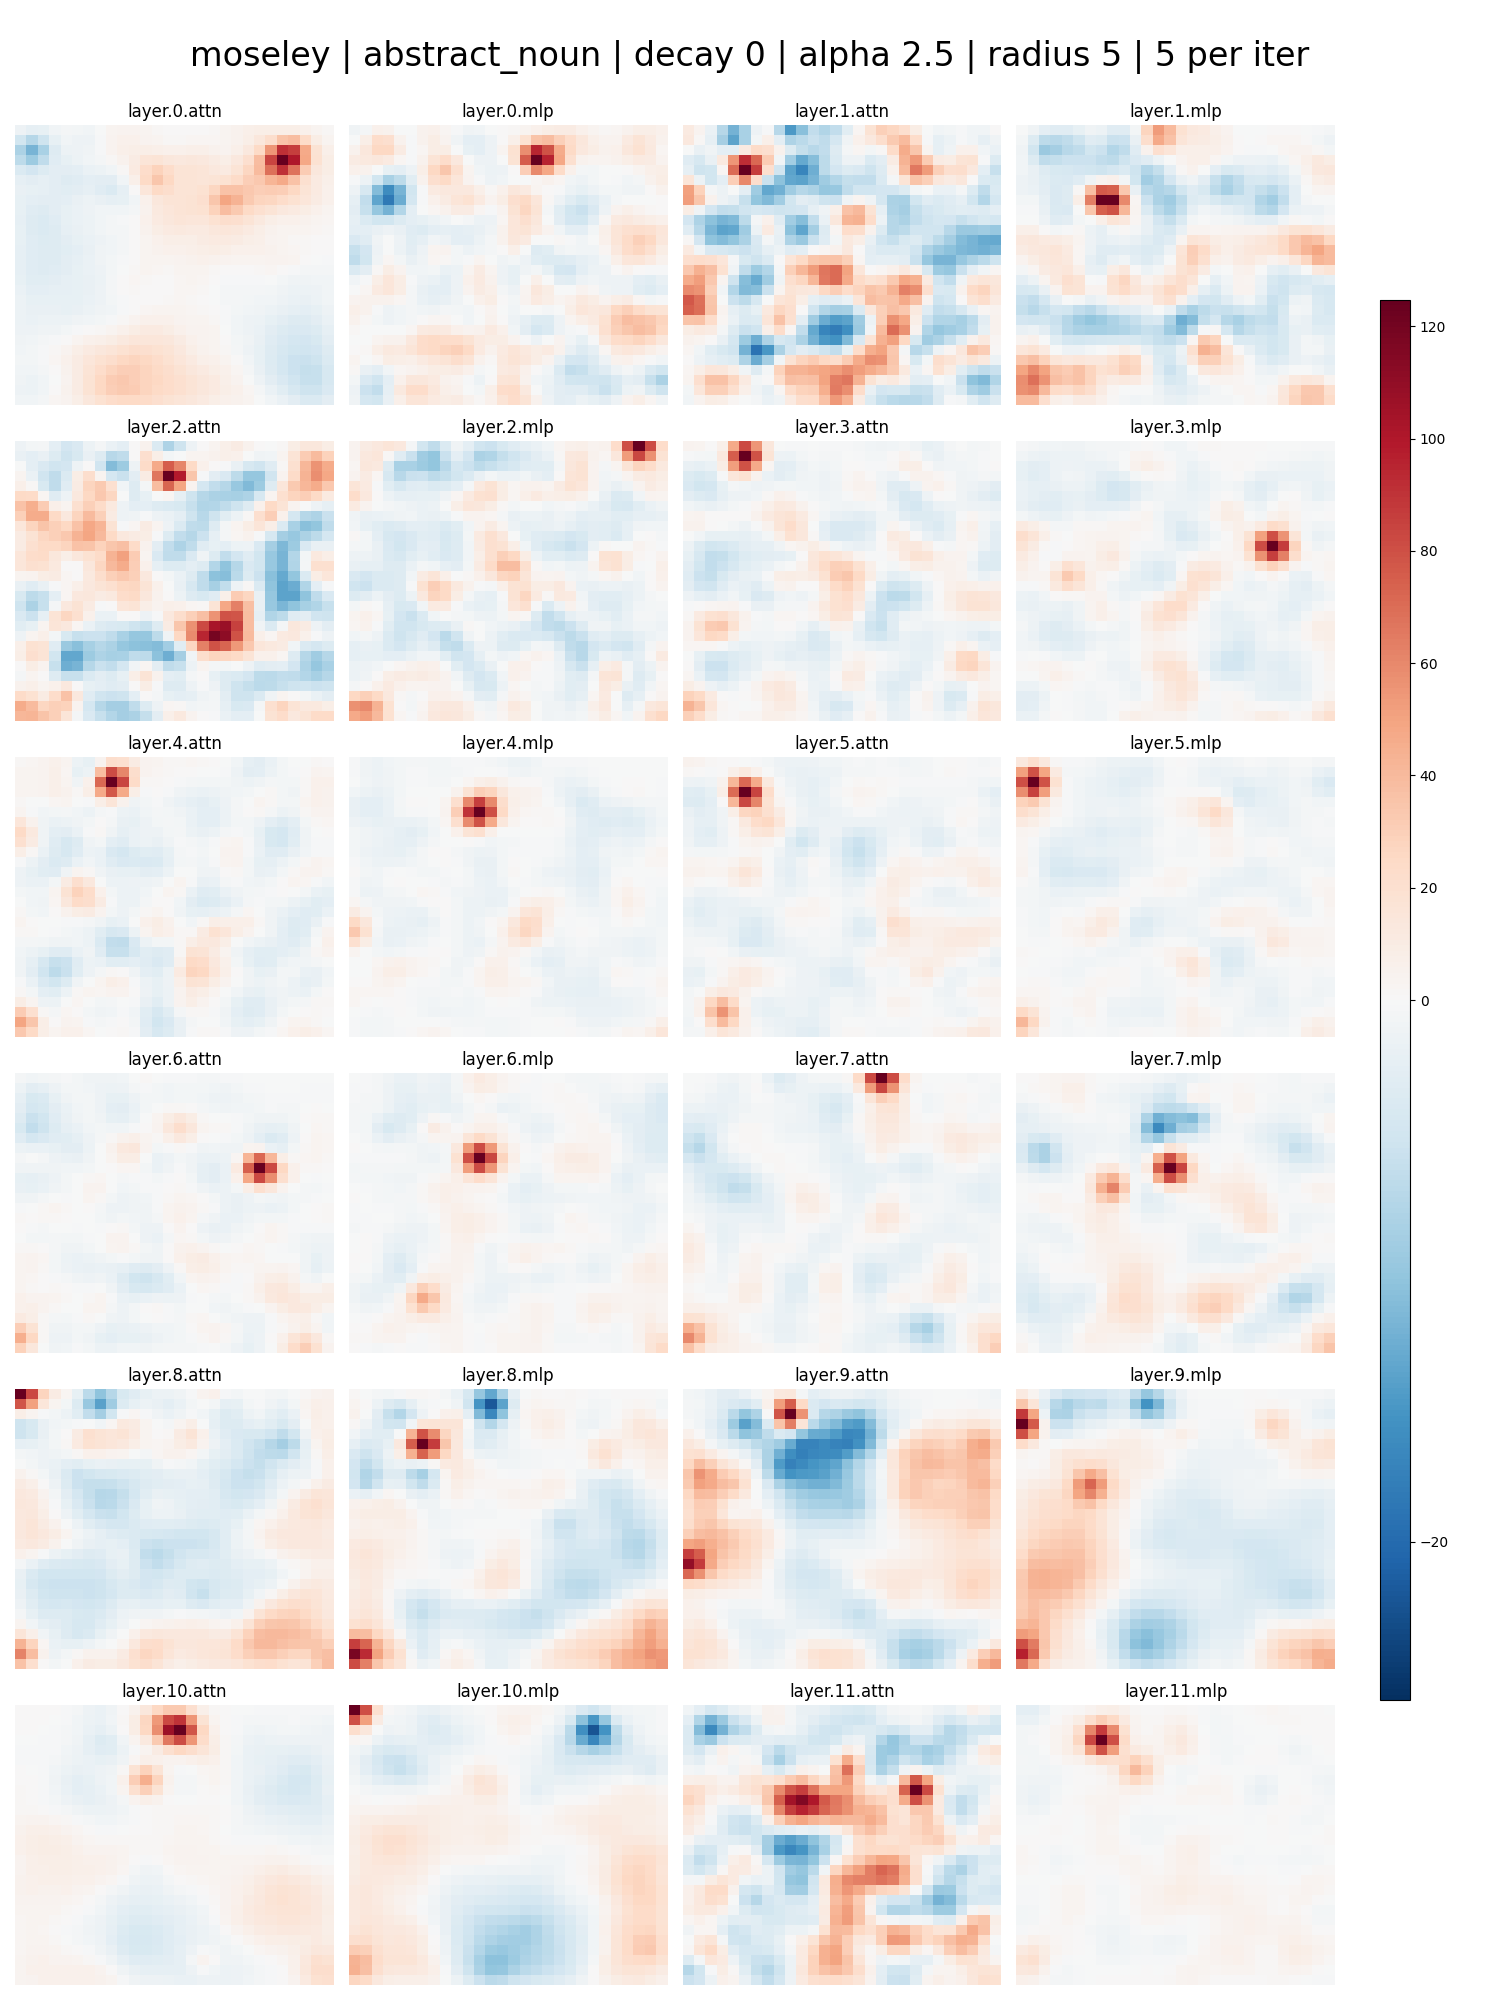 moseley | abstract_noun | decay 0 | alpha 2.5 | radius 5 | 5 per iter
layer.0.attn layer.0.mlp layer.1.attn layer.1.mlp
layer.2.attn layer.2.mlp layer.3.attn layer.3.mlp
layer.4.attn layer.4.mlp layer.5.attn layer.5.mlp
layer.6.attn layer.6.mlp layer.7.attn layer.7.mlp
layer.8.attn layer.8.mlp layer.9.attn layer.9.mlp
layer.10.attn layer.10.mlp layer.11.attn layer.11.mlp
120
100
80
60
40
20
0
−20